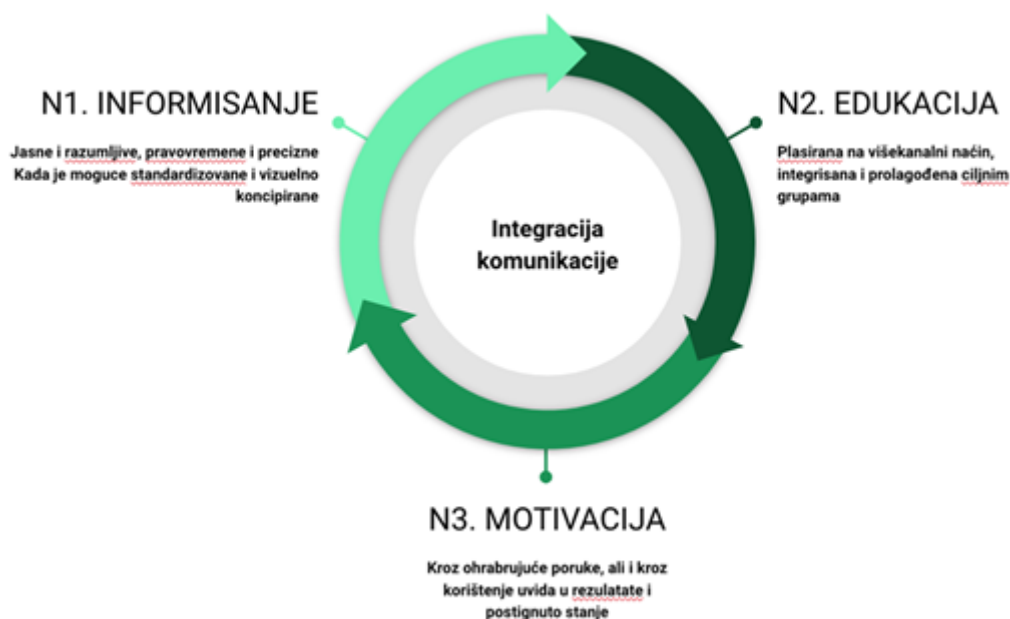 N1. INFORMISANJE
Jasne i razumljive, pravovremene i precizne
Kada je moguce standardizovane i vizuelno
koncipirane
N2. EDUKACIJA
Plasirana na višekanalni naćin,
integrisana i prolagođena ciljnim
grupama
Integracija
komunikacije
N3. MOTIVACIJA
Kroz ohrabrujuće poruke, ali i kroz
korištenje uvida u rezulatate i
postignuto stanje